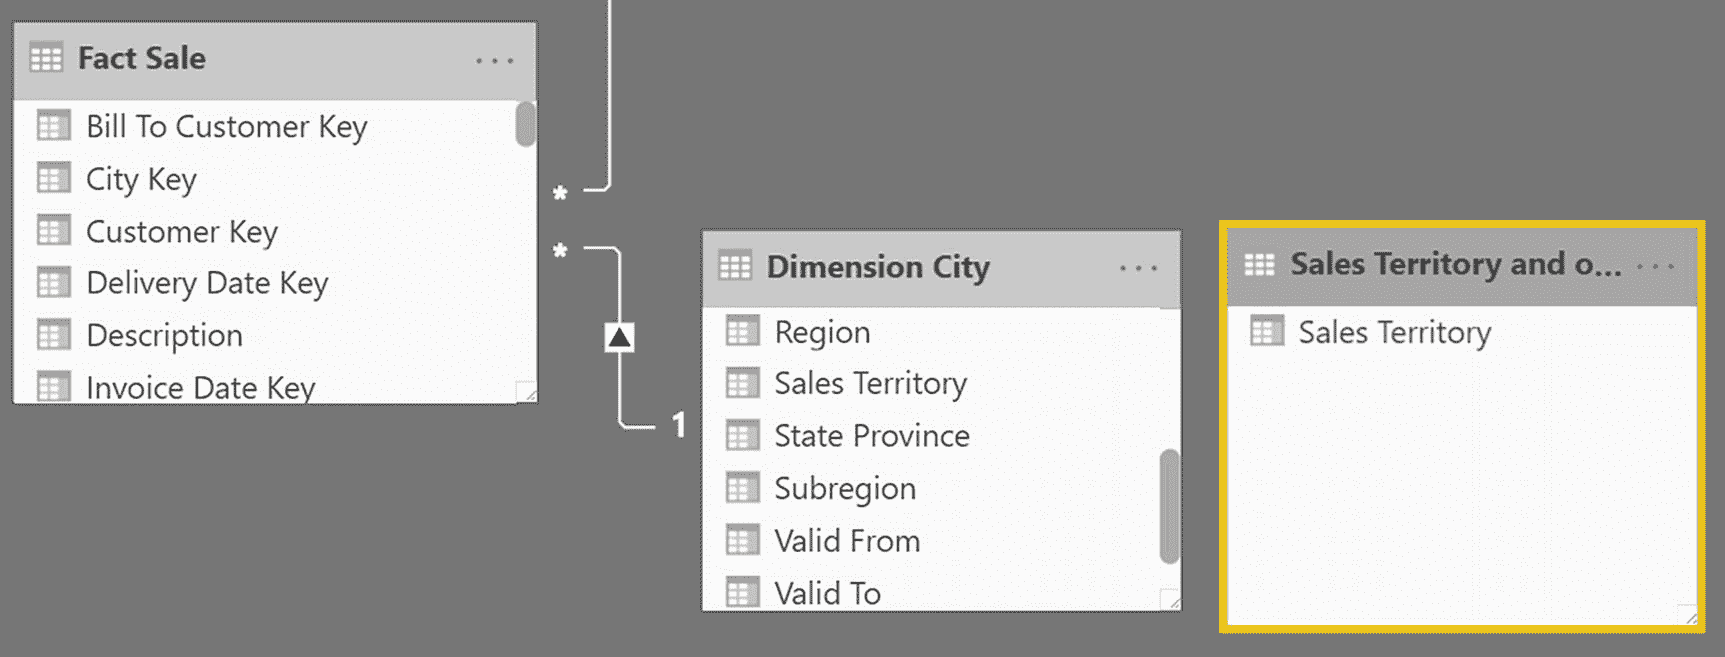 Fact Sale
Bill To Customer Key
City Key
Customer Key
Delivery Date Key
Description
Invoice Date Key
*
*
1
Dimension City
Region
Sales Territory
State Province
Subregion
Valid From
Valid To
Sales Territory and o...
Sales Territory